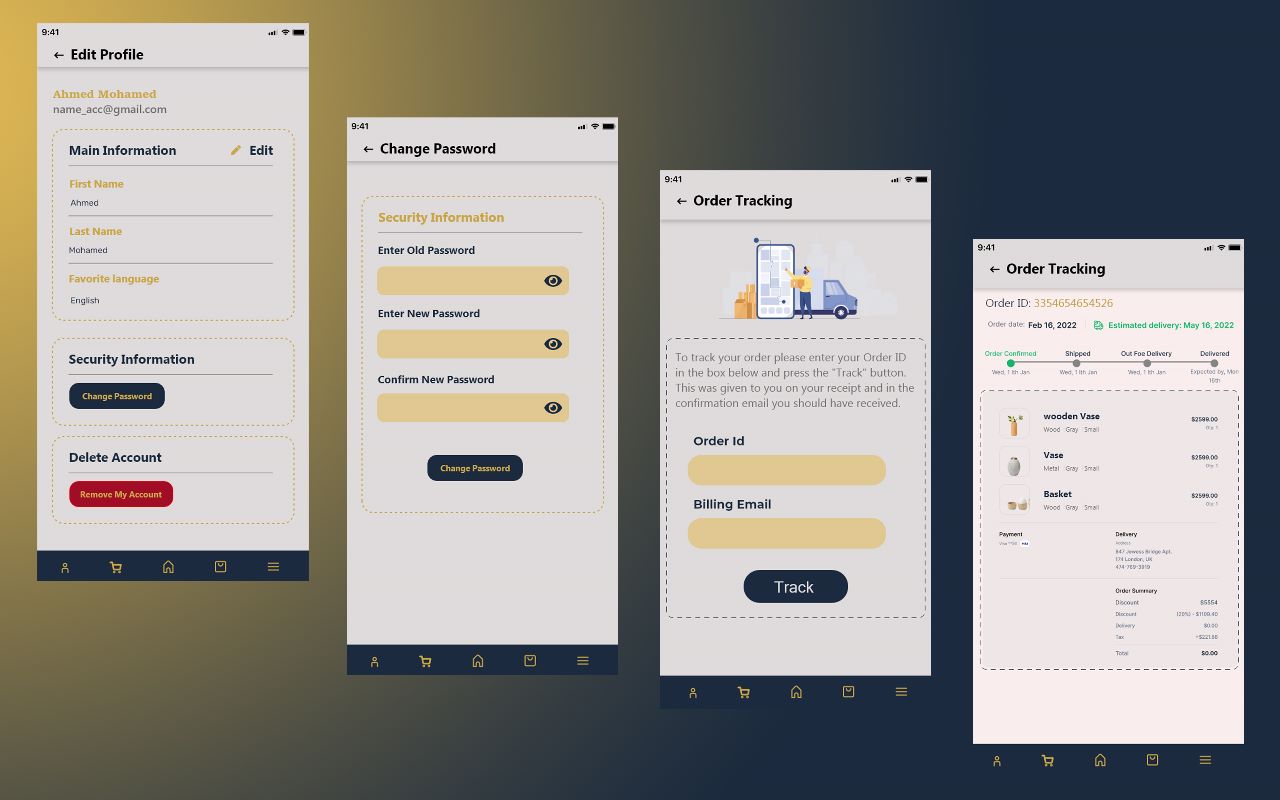 9:41
Edit Profile
Ahmed Mohamed
name_acc@gmail.com
Main Information
Edit
First Name
Ahmed
Last Name
Mohamed
Favorite language
English
Security Information
Change Password
Delete Account
Remove My Account
9:41
Change Password
Security Information
Enter Old Password
Enter New Password
Confirm New Password
Change Password
9:41
Order Tracking
To track your order please enter your Order ID
in the box below and press the "Track" button.
This was given to you on your receipt and in the
confirmation email you should have received.
Order Id
Billing Email
Track
9:41
Order Tracking
Order ID: 3354654654526
Order date: Feb 16, 2022
Estimated delivery: May 16, 2022
Order Confirmed
Shipped
Out Foe Delivery
Delivered
Wed, 11th Jan
Wed, 11th Jan
Wed, 11th Jan
Expected by, Mon
16th
wooden Vase
$2599.00
Wood Gray Small
Qty: 1
Vase
$2599.00
Metal Gray Small
Qty: 1
Basket
$2599.00
Wood Gray Small
Qty: 1
Payment
Delivery
Visa
VISA
Address
847 Jewess Bridge Apt.
174 London, UK
474-769-3919
Order Summary
Discount
$5554
Discount
(20%) - $1109.40
Delivery
$0.00
Tax
+$221.88
Total
$0.00